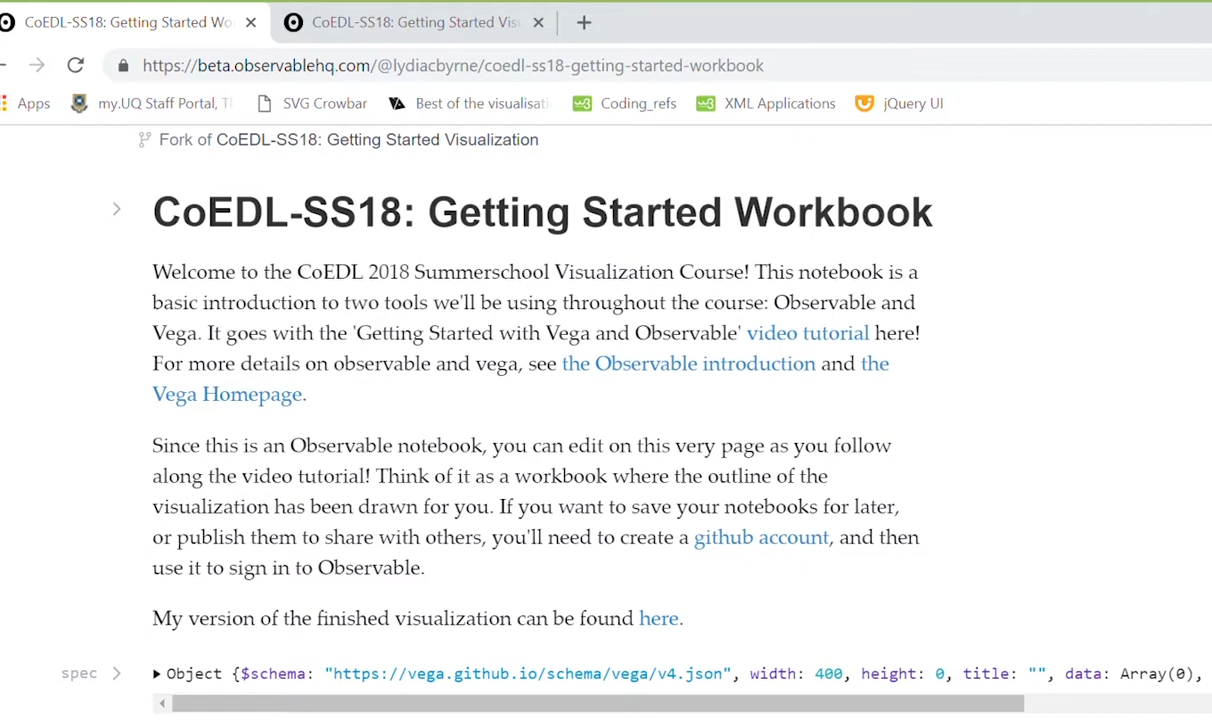 CoEDL-SS18: Getting Started Wo
CoEDL-SS18: Getting Started Vis
https://beta.observablehq.com/@lydiacbyrne/coedl-ss18-getting-started-workbook
Apps
my.UQ Staff Portal, T
SVG Crowbar
Best of the visualisati
Coding_refs
XML Applications
jQuery UI
Fork of CoEDL-SS18: Getting Started Visualization
CoEDL-SS18: Getting Started Workbook
Welcome to the CoEDL 2018 Summerschool Visualization Course! This notebook is a
basic introduction to two tools we'll be using throughout the course: Observable and
Vega. It goes with the 'Getting Started with Vega and Observable' video tutorial here!
For more details on observable and vega, see the Observable introduction and the
Vega Homepage.
Since this is an Observable notebook, you can edit on this very page as you follow
along the video tutorial! Think of it as a workbook where the outline of the
visualization has been drawn for you. If you want to save your notebooks for later,
or publish them to share with others, you'll need to create a github account, and then
use it to sign in to Observable.
My version of the finished visualization can be found here.
spec
Object {$schema: "https://vega.github.io/schema/vega/v4.json", width: 400, height: 0, title: "", data: Array(0),